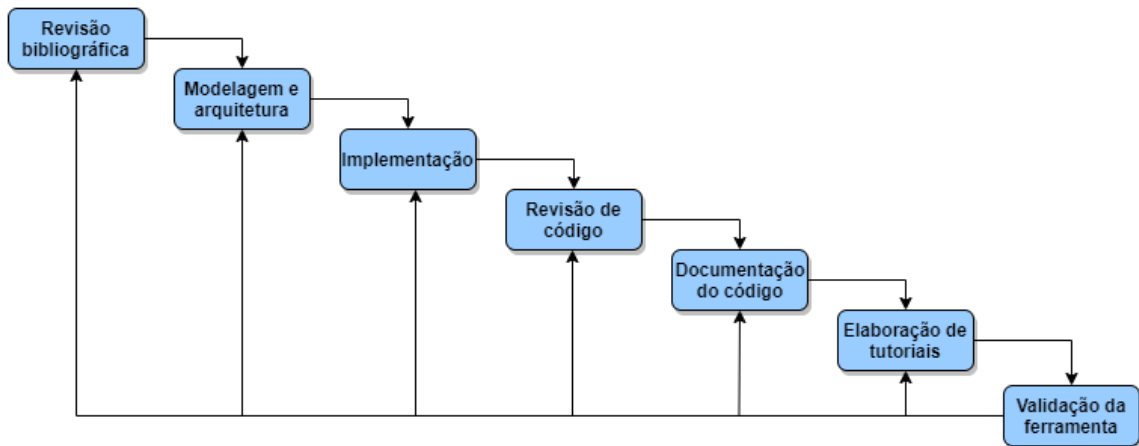 Revisão
bibliográfica
Modelagem e
arquitetura
Implementação
Revisão de
código
Documentação
do código
Elaboração de
tutoriais
Validação da
ferramenta